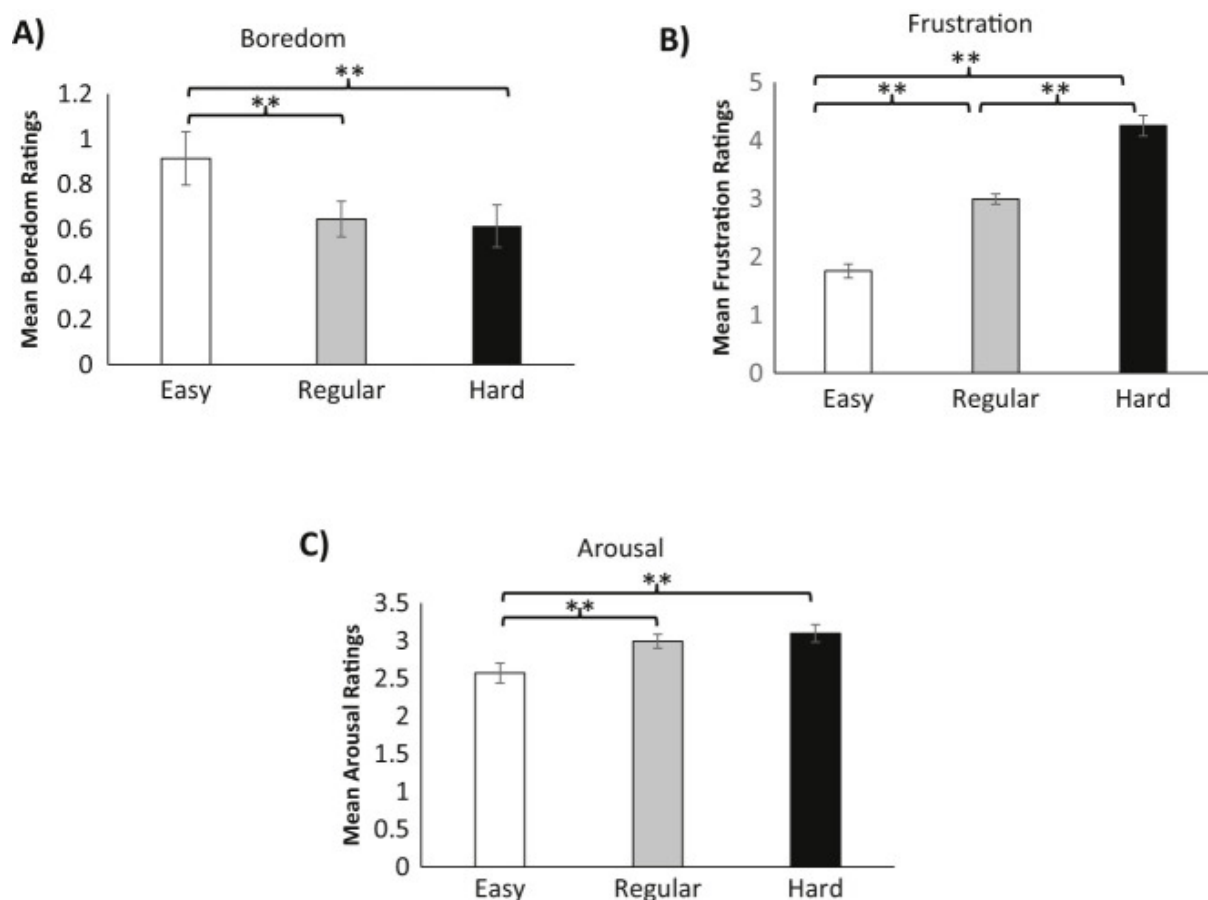 A)
Boredom
**
**
Mean Boredom Ratings
1.2
1
0.8
0.6
0.4
0.2
0
Easy Regular Hard
B)
Frustration
**
** **
Mean Frustration Ratings
5
4
3
2
1
0
Easy Regular Hard
C)
Arousal
**
**
Mean Arousal Ratings
3.5
3
2.5
2
1.5
1
0.5
0
Easy Regular Hard